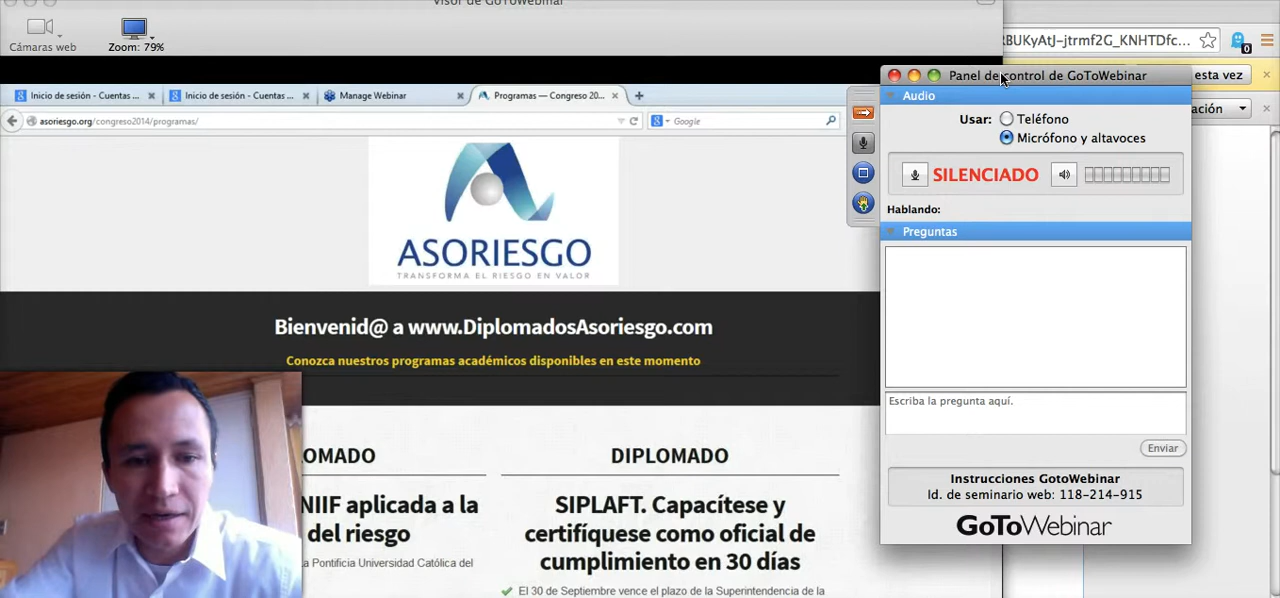 Visor de GoToWebinar
Cámaras web
Zoom: 79%
RBUKyAtJ-jtrmf2G_KNHTDfc...
0
esta vez
ación
Inicio de sesión - Cuentas ...
Inicio de sesión - Cuentas ...
Manage Webinar
Programas — Congreso 20...
asoriesgo.org/congreso2014/programas/
Google
ASORIESGO
TRANSFORMA EL RIESGO EN VALOR
Bienvenid@ a www.DiplomadosAsoriesgo.com
Conozca nuestros programas académicos disponibles en este momento
LOMADO
NIIF aplicada a la
del riesgo
a Pontificia Universidad Católica del
DIPLOMADO
SIPLAFT. Capacítese y
certifíquese como oficial de
cumplimiento en 30 días
El 30 de Septiembre vence el plazo de la Superintendencia de la
Panel de control de GoToWebinar
Audio
Usar:
Teléfono
Micrófono y altavoces
SILENCIADO
Hablando:
Preguntas
Escriba la pregunta aquí.
Enviar
Instrucciones GotoWebinar
Id. de seminario web: 118-214-915
GoToWebinar